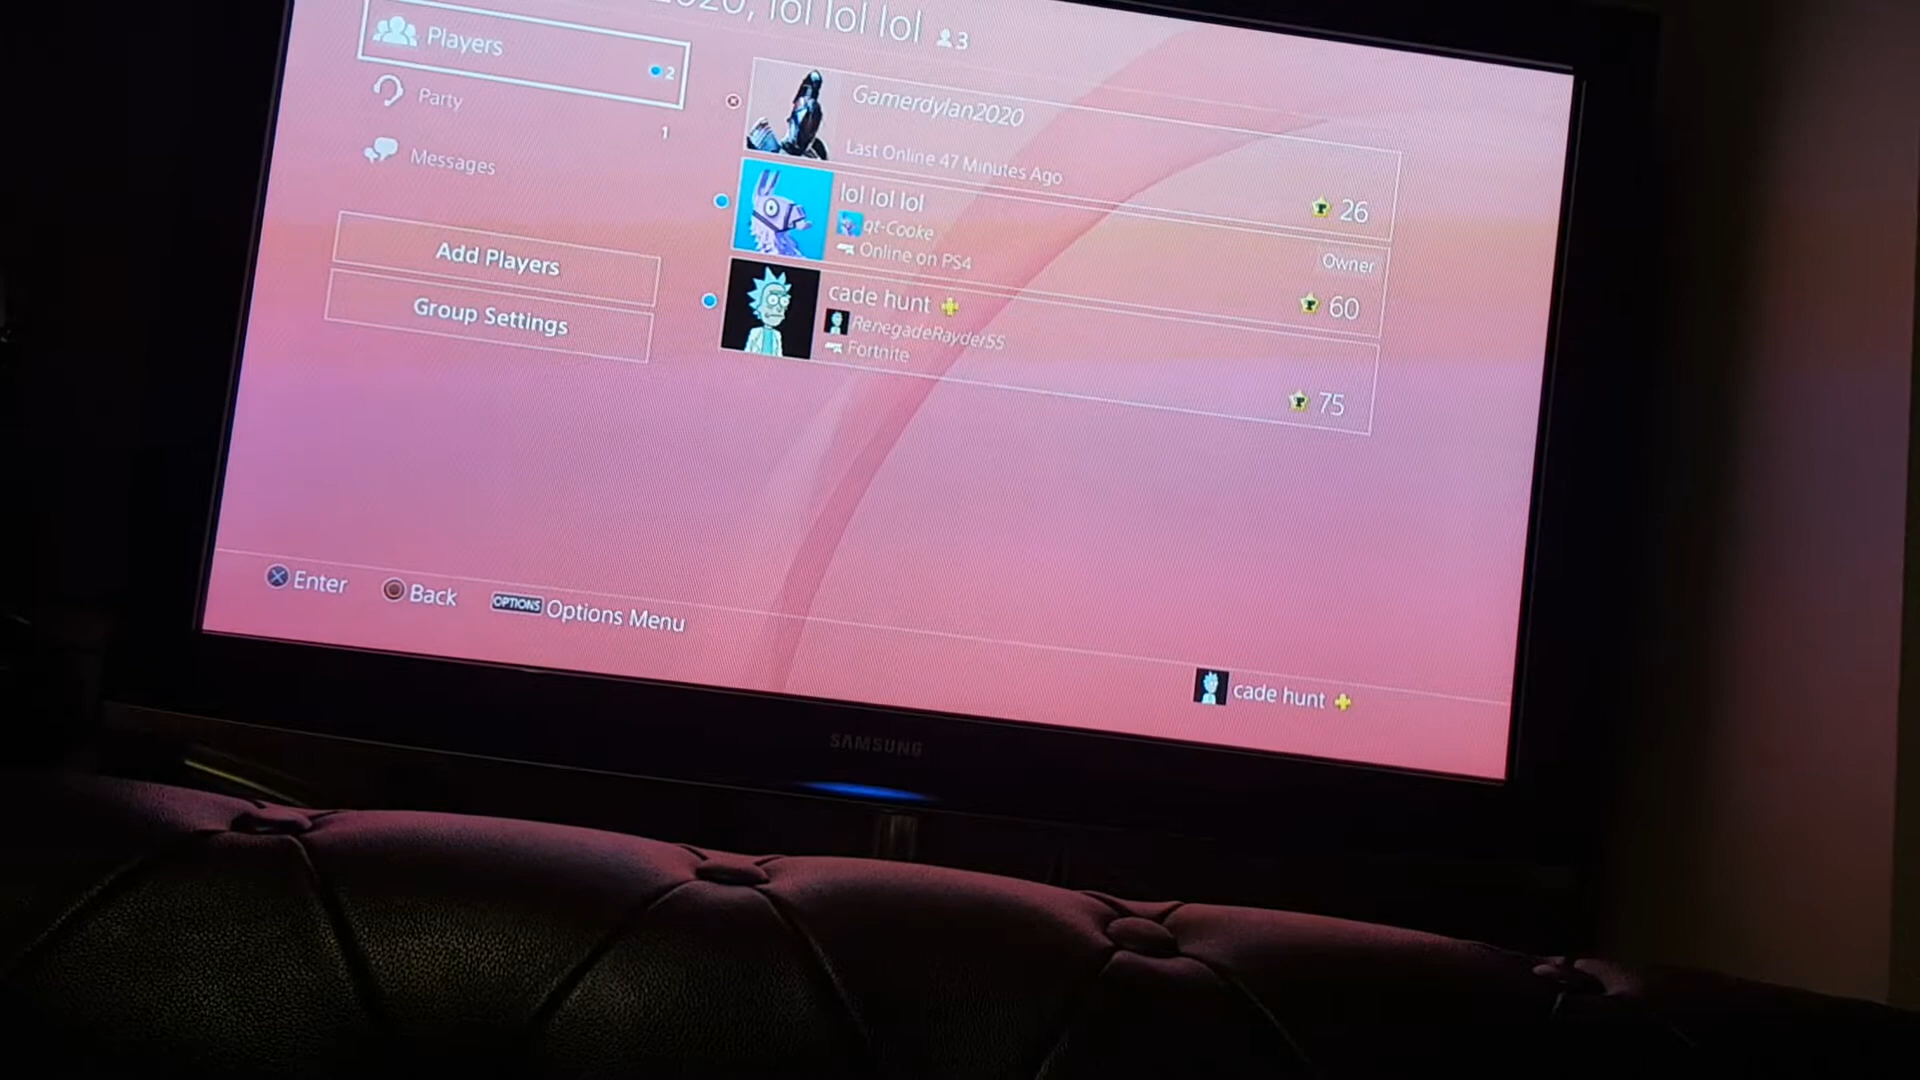 2020, lol lol lol 3
Players
2
Party
1
Messages
Add Players
Group Settings
Gamerdylan2020
Last Online 47 Minutes Ago
26
lol lol lol
qt-Cooke
Online on PS4
Owner
60
cade hunt
RenegadeRayder55
Fortnite
75
Enter Back OPTIONS Options Menu
cade hunt
SAMSUNG